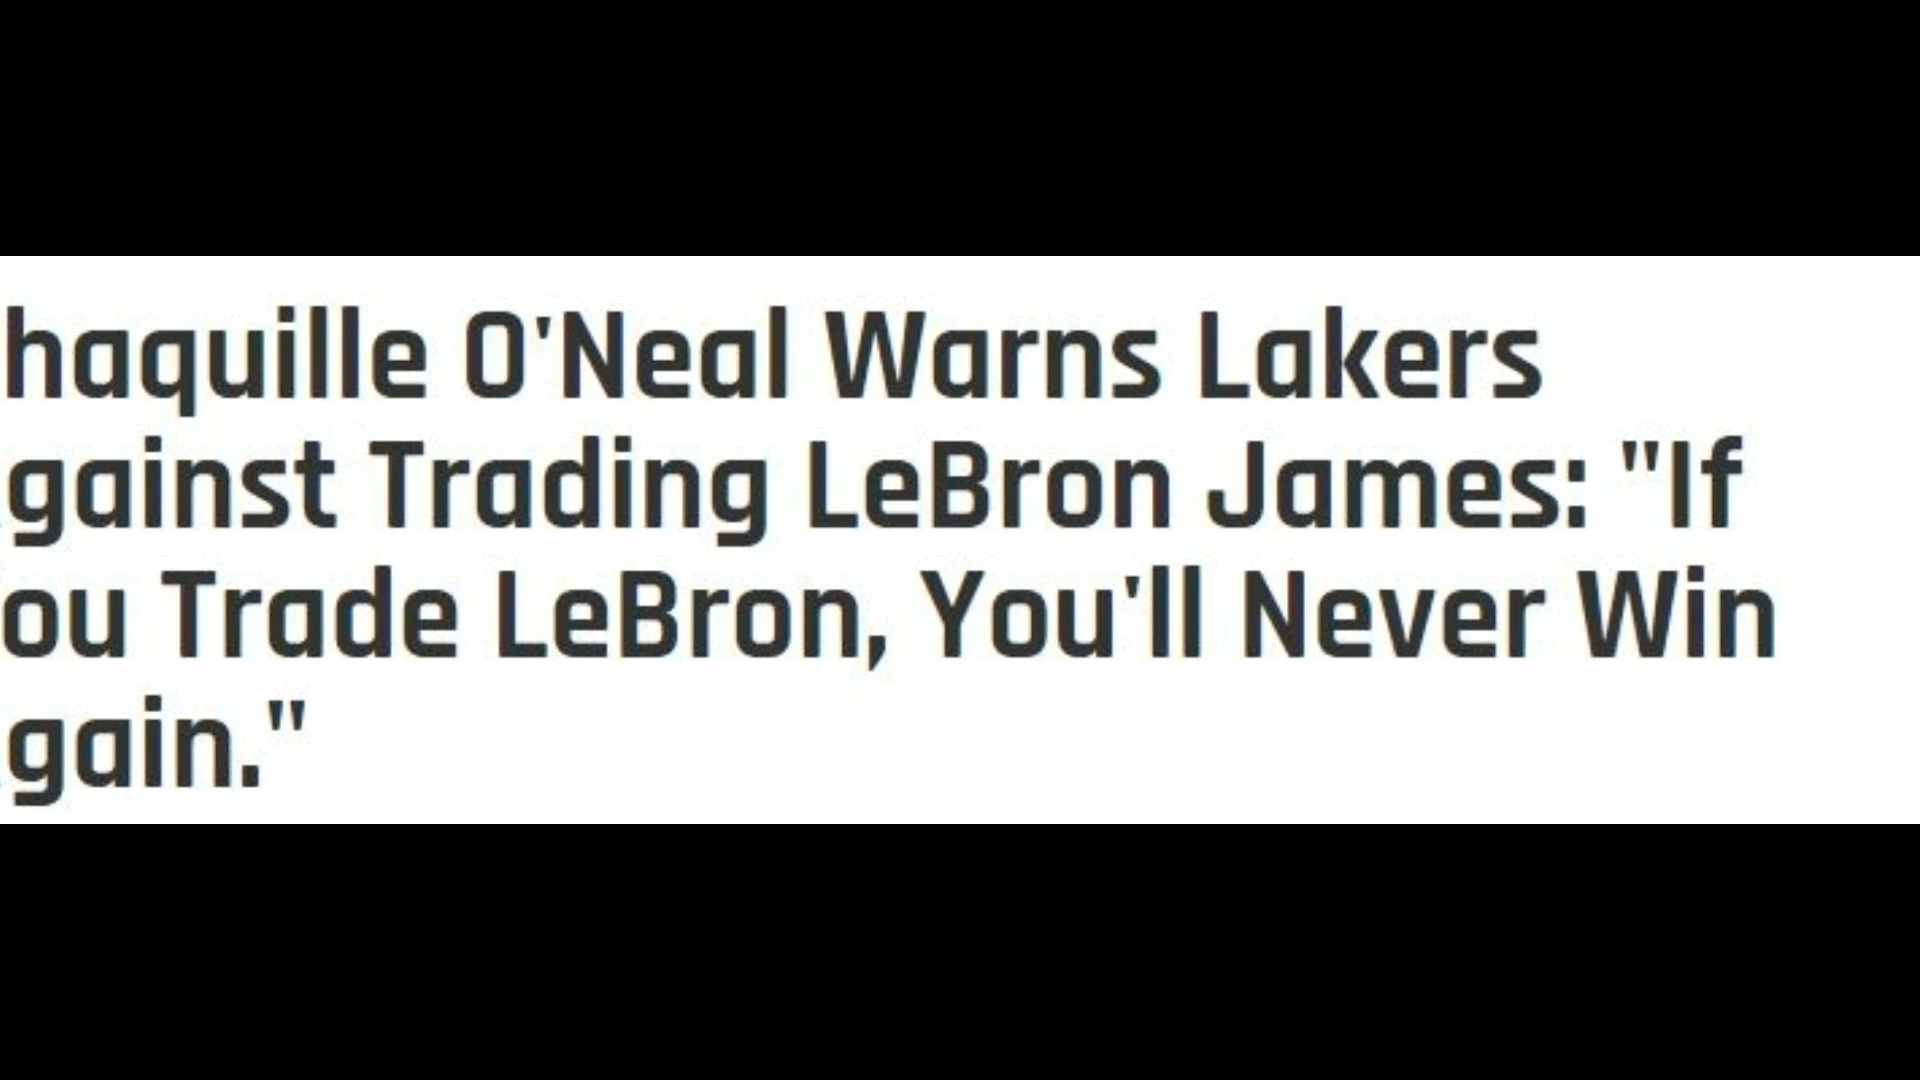 haquille O'Neal Warns Lakers
gainst Trading LeBron James: "If
ou Trade LeBron, You'll Never Win
gain."